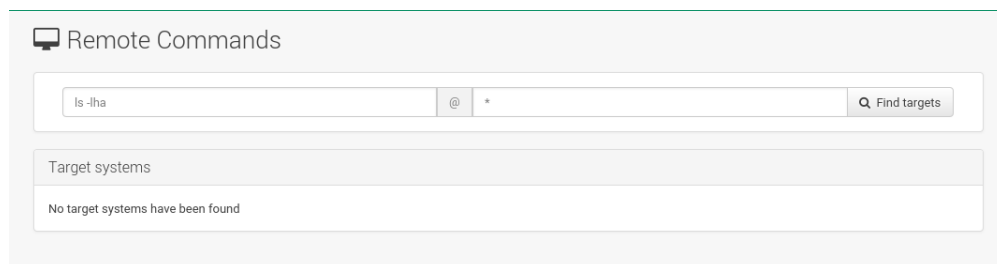 Remote Commands
ls -lha @ * Find targets
Target systems
No target systems have been found